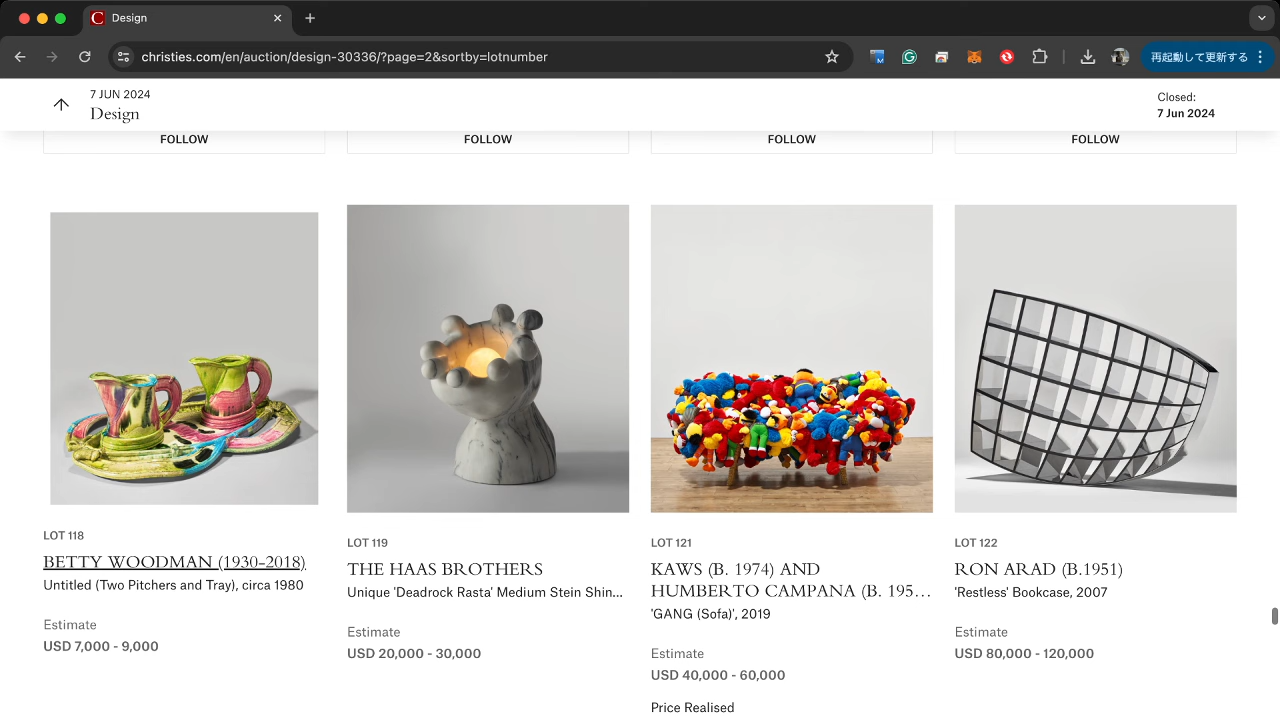 Design
christies.com/en/auction/design-30336/?page=2&sortby=lotnumber
再起動して更新する
7 JUN 2024
Design
Closed:
7 Jun 2024
FOLLOW
FOLLOW
FOLLOW
FOLLOW
LOT 118
BETTY WOODMAN (1930-2018)
Untitled (Two Pitchers and Tray), circa 1980
Estimate
USD 7,000 - 9,000
LOT 119
THE HAAS BROTHERS
Unique 'Deadrock Rasta' Medium Stein Shin...
Estimate
USD 20,000 - 30,000
LOT 121
KAWS (B. 1974) AND
HUMBERTO CAMPANA (B. 195...
'GANG (Sofa)', 2019
Estimate
USD 40,000 - 60,000
Price Realised
LOT 122
RON ARAD (B.1951)
'Restless' Bookcase, 2007
Estimate
USD 80,000 - 120,000